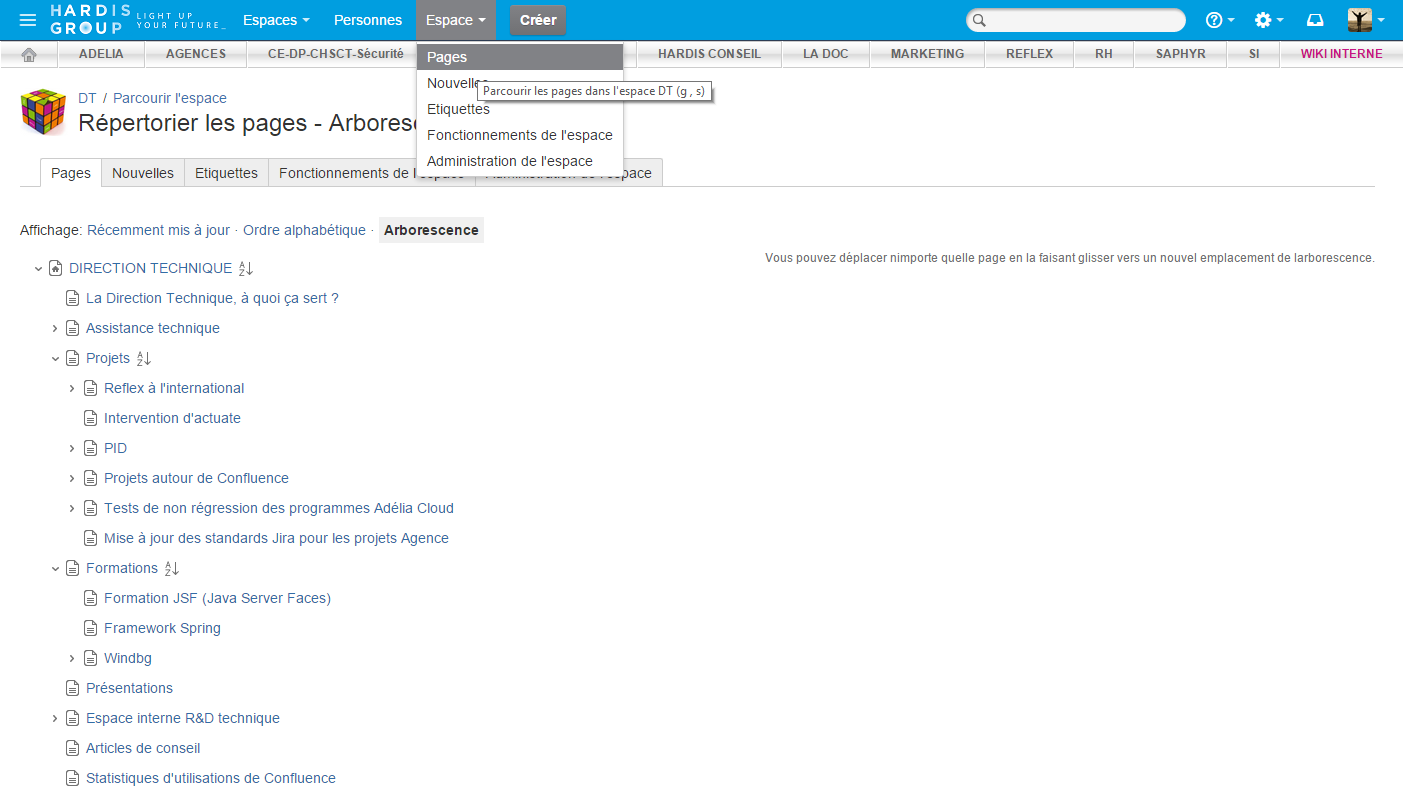 HARDIS GROUP LIGHT UP YOUR FUTURE_ Espaces Personnes Espace Créer
ADELIA AGENCES CE-DP-CHSCT-Sécurité HARDIS CONSEIL LA DOC MARKETING REFLEX RH SAPHYR SI WIKI INTERNE
Pages
Nouvelles
Parcourir les pages dans l'espace DT (g , s)
Etiquettes
Fonctionnements de l'espace
Administration de l'espace
DT / Parcourir l'espace
Répertorier les pages - Arboresc
Pages Nouvelles Etiquettes Fonctionnements de l'espace Administration de l'espace
Affichage: Récemment mis à jour · Ordre alphabétique · Arborescence
Vous pouvez déplacer nimporte quelle page en la faisant glisser vers un nouvel emplacement de larborescence.
DIRECTION TECHNIQUE
La Direction Technique, à quoi ça sert ?
Assistance technique
Projets
Reflex à l'international
Intervention d'actuate
PID
Projets autour de Confluence
Tests de non régression des programmes Adélia Cloud
Mise à jour des standards Jira pour les projets Agence
Formations
Formation JSF (Java Server Faces)
Framework Spring
Windbg
Présentations
Espace interne R&D technique
Articles de conseil
Statistiques d'utilisations de Confluence